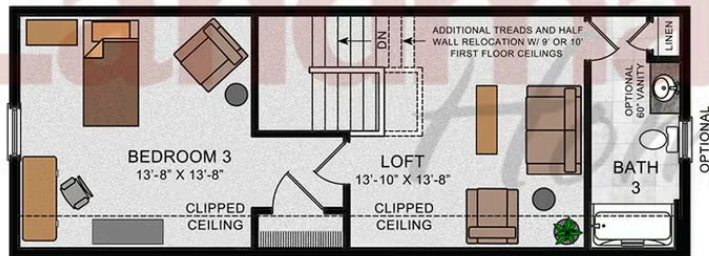 ADDITIONAL TREADS AND HALF
WALL RELOCATION W/ 9' OR 10'
FIRST FLOOR CEILINGS
DN
LINEN
OPTIONAL
60" VANITY
OPTIONAL
BEDROOM 3
13'-8" X 13'-8"
LOFT
13'-10" X 13'-8"
BATH
3
CLIPPED
CEILING
CLIPPED
CEILING